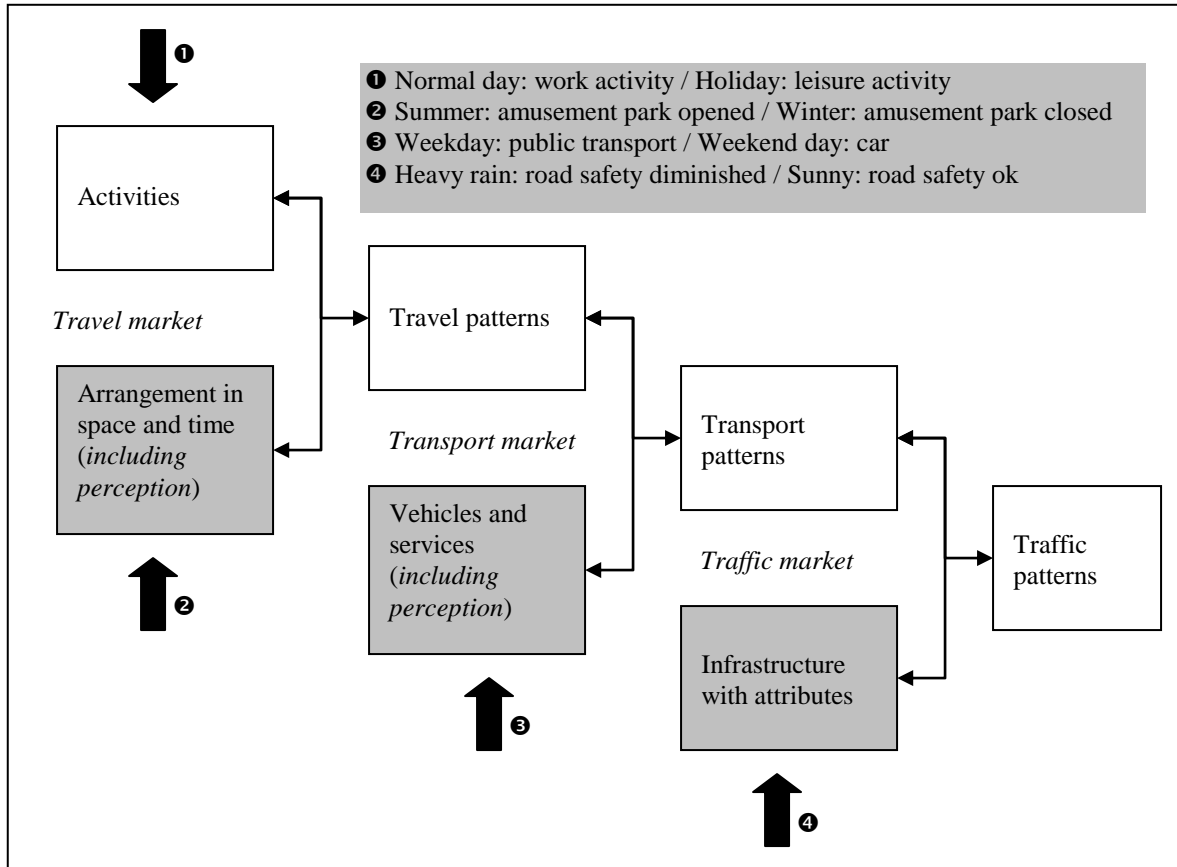 ❶
❶ Normal day: work activity / Holiday: leisure activity
❷ Summer: amusement park opened / Winter: amusement park closed
❸ Weekday: public transport / Weekend day: car
❹ Heavy rain: road safety diminished / Sunny: road safety ok
Activities
Travel market
Travel patterns
Arrangement in
space and time
(including
perception)
Transport market
Transport
patterns
Vehicles and
services
(including
perception)
Traffic market
Traffic
patterns
❷
Infrastructure
with attributes
❸
❹